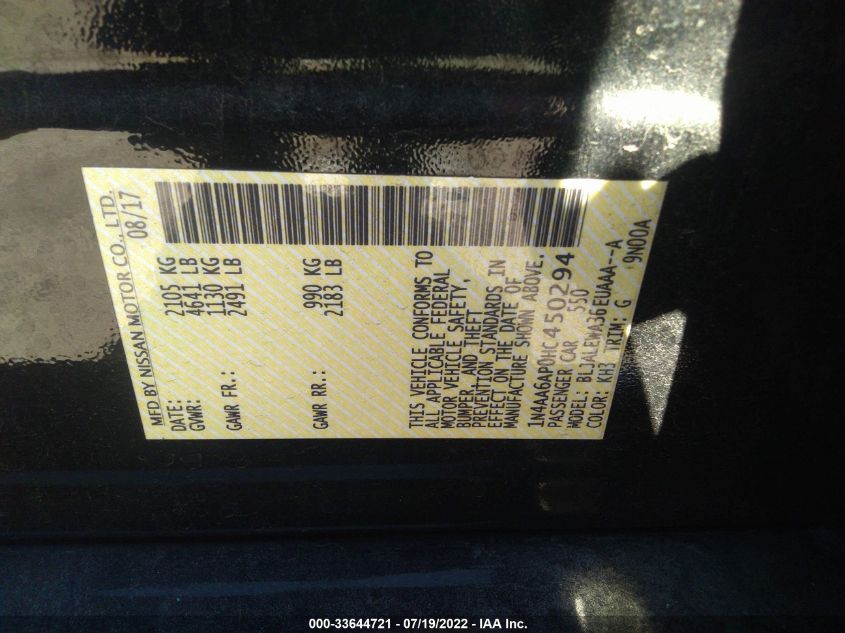 MFD BY NISSAN MOTOR CO., LTD.
DATE: 08/17
GVWR: 2105 KG
4641 LB
GAWR FR.: 1130 KG
2491 LB
GAWR RR.: 990 KG
2183 LB
THIS VEHICLE CONFORMS TO
ALL APPLICABLE FEDERAL
MOTOR VEHICLE SAFETY,
BUMPER, AND THEFT
PREVENTION STANDARDS IN
EFFECT ON THE DATE OF
MANUFACTURE SHOWN ABOVE.
1N4AA6AP0HC450294
PASSENGER CAR 550
MODEL: BLJALEWA36EUAAA--A
COLOR: KH3 TRIM: G 9N00A
000-33644721 - 07/19/2022 - IAA Inc.